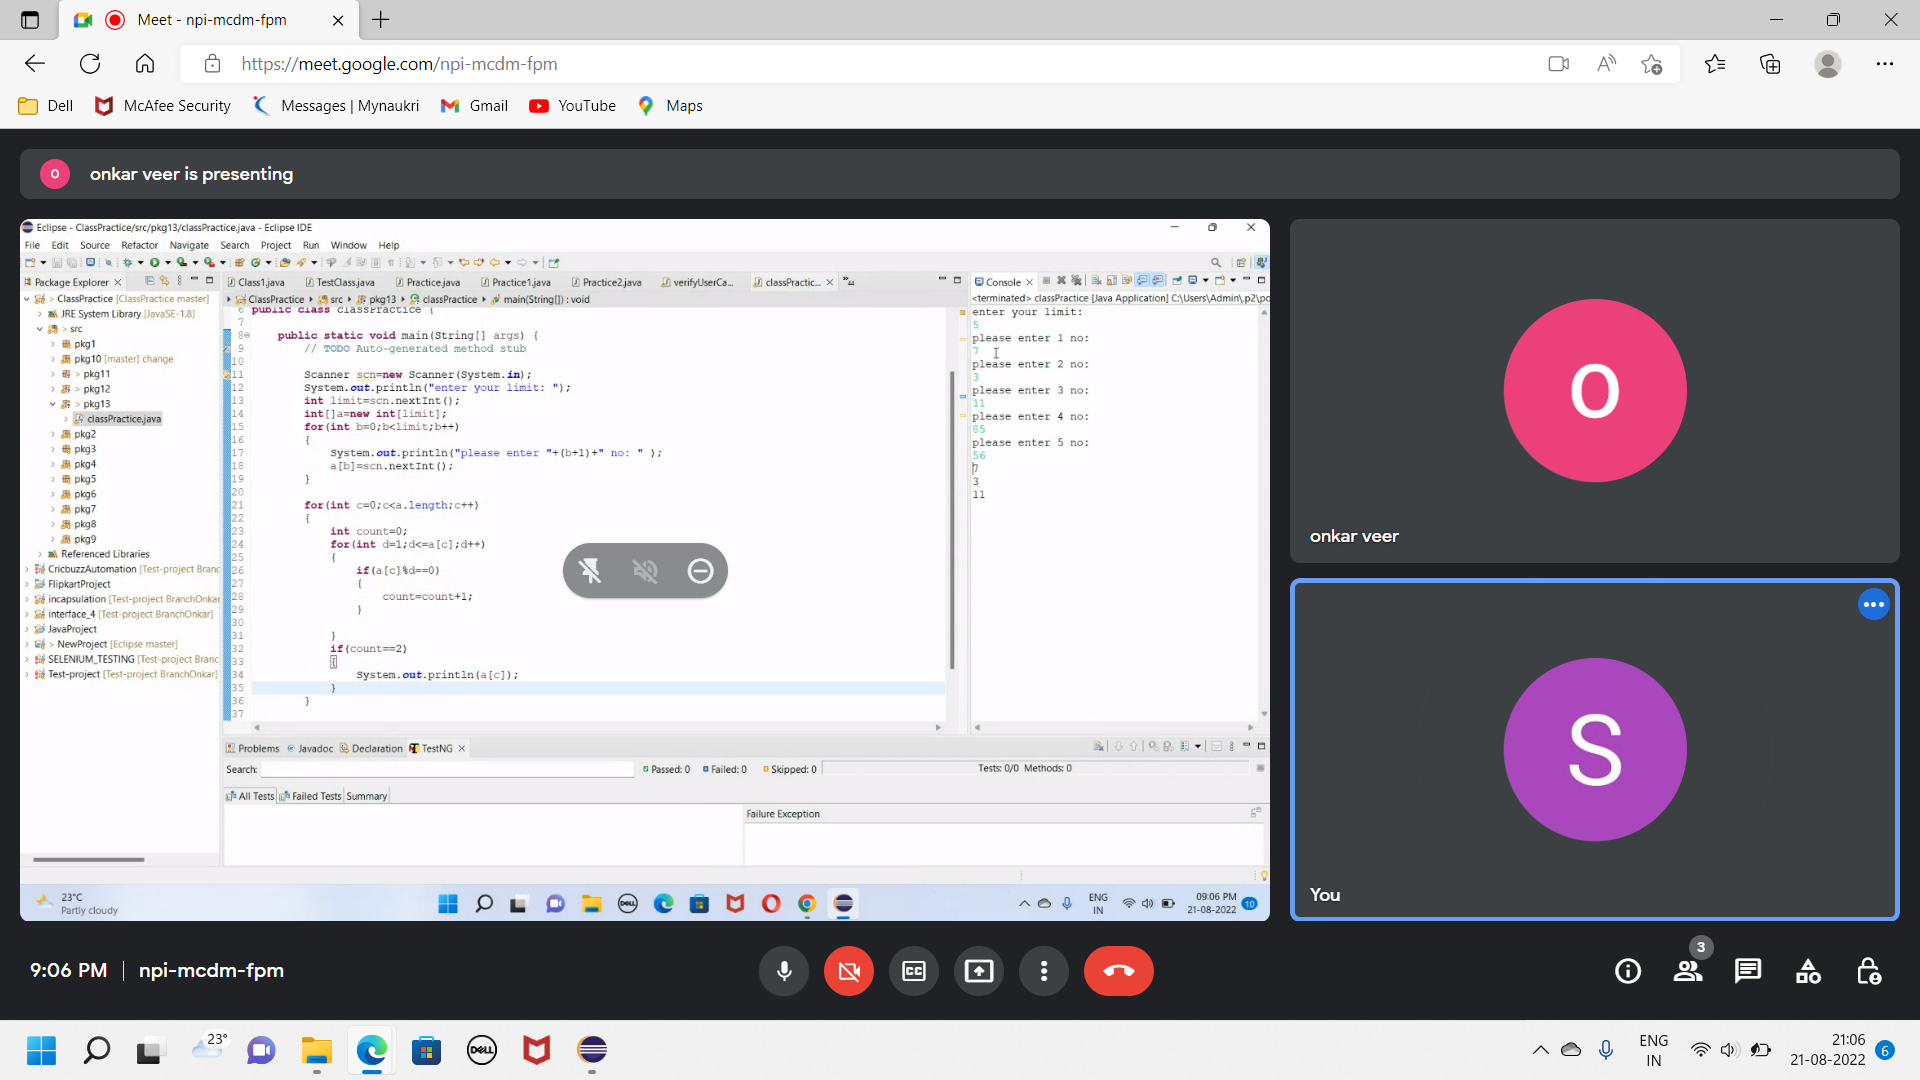 Meet - npi-mcdm-fpm
https://meet.google.com/npi-mcdm-fpm
Dell
McAfee Security
Messages | Mynaukri
Gmail
YouTube
Maps
O
onkar veer is presenting
Eclipse - ClassPractice/src/pkg13/classPractice.java - Eclipse IDE
File Edit Source Refactor Navigate Search Project Run Window Help
Package Explorer
ClassPractice [ClassPractice master]
JRE System Library [JavaSE-1.8]
> src
pkg1
pkg10 [master] change
> pkg11
> pkg12
> pkg13
classPractice.java
pkg2
pkg3
pkg4
pkg5
pkg6
pkg7
pkg8
pkg9
Referenced Libraries
CricbuzzAutomation [Test-project Branc
FlipkartProject
incapsulation [Test-project BranchOnkar
interface_4 [Test-project BranchOnkar]
JavaProject
> NewProject [Eclipse master]
SELENIUM_TESTING [Test-project Branc
Test-project [Test-project BranchOnkar]
Class1.java TestClass.java Practice.java Practice1.java Practice2.java verifyUserCa... classPractic...
ClassPractice src pkg13 classPractice main(String[]) : void
6 public class classPractice {
7
8 public static void main(String[] args) {
9 // TODO Auto-generated method stub
10
11 Scanner scn=new Scanner(System.in);
12 System.out.println("enter your limit: ");
13 int limit=scn.nextInt();
14 int[]a=new int[limit];
15 for(int b=0;b<limit;b++)
16 {
17 System.out.println("please enter "+(b+1)+" no: " );
18 a[b]=scn.nextInt();
19 }
20
21 for(int c=0;c<a.length;c++)
22 {
23 int count=0;
24 for(int d=1;d<=a[c];d++)
25 {
26 if(a[c]%d==0)
27 {
28 count=count+1;
29 }
30
31 }
32 if(count==2)
33 {
34 System.out.println(a[c]);
35 }
36 }
37
Console
<terminated> classPractice [Java Application] C:\Users\Admin\.p2\po
enter your limit:
5
please enter 1 no:
7
please enter 2 no:
3
please enter 3 no:
11
please enter 4 no:
85
please enter 5 no:
56
7
3
11
Problems Javadoc Declaration TestNG
Search: Passed: 0 Failed: 0 Skipped: 0 Tests: 0/0 Methods: 0
All Tests Failed Tests Summary
Failure Exception
23°C
Partly cloudy
DELL
ENG
IN
09:06 PM
21-08-2022
10
O
onkar veer
S
You
9:06 PM | npi-mcdm-fpm
CC
3
23°
DELL
ENG
IN
21:06
21-08-2022
6